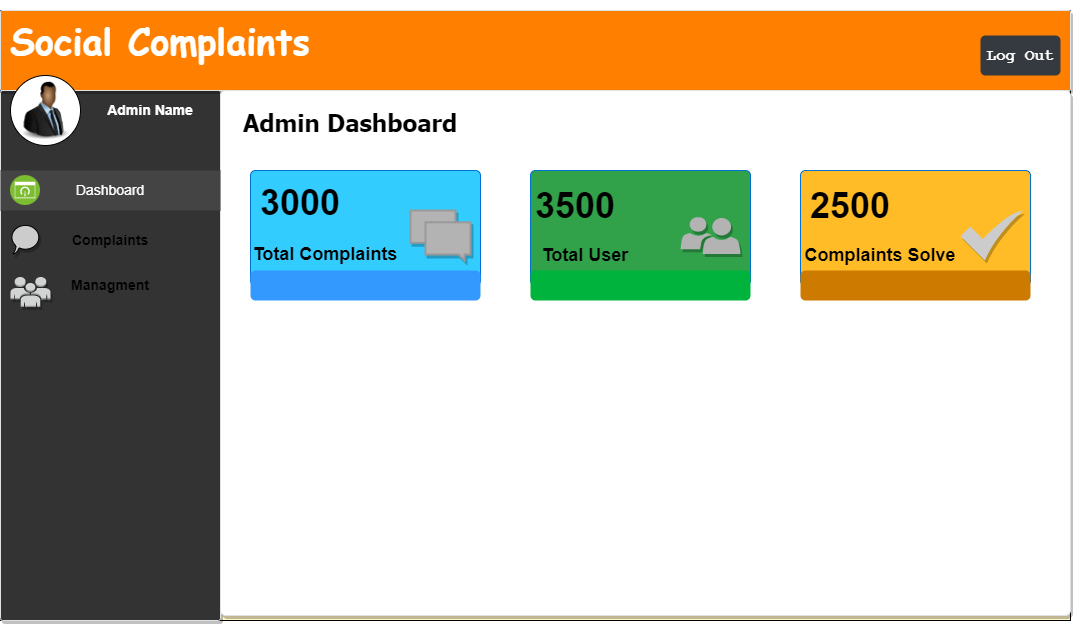 Social Complaints
Log Out
Admin Name
Admin Dashboard
Dashboard
Complaints
Managment
3000
Total Complaints
3500
Total User
2500
Complaints Solve